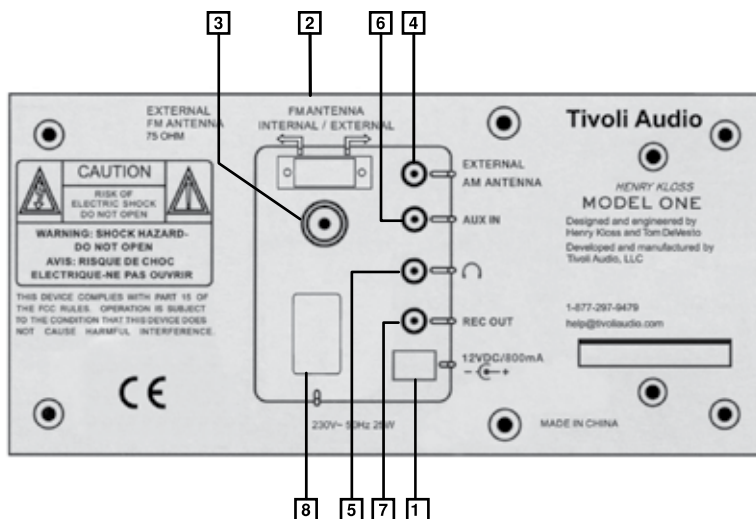 3
2
6
4
EXTERNAL
FM ANTENNA
75 OHM
FM ANTENNA
INTERNAL / EXTERNAL
CAUTION
RISK OF
ELECTRIC SHOCK
DO NOT OPEN
WARNING: SHOCK HAZARD-
DO NOT OPEN
AVIS: RISQUE DE CHOC
ELECTRIQUE-NE PAS OUVRIR
THIS DEVICE COMPLIES WITH PART 15 OF
THE FCC RULES. OPERATION IS SUBJECT
TO THE CONDITION THAT THIS DEVICE DOES
NOT CAUSE HARMFUL INTERFERENCE
CE
EXTERNAL
AM ANTENNA
AUX IN
REC OUT
12VDC/800mA
- +
230V~ 50Hz 25W
Tivoli Audio
HENRY KLOSS
MODEL ONE
Designed and engineered by
Henry Kloss and Tom DeVesto
Developed and manufactured by
Tivoli Audio, LLC
1-877-297-9479
help@tivoliaudio.com
MADE IN CHINA
8
5
7
1